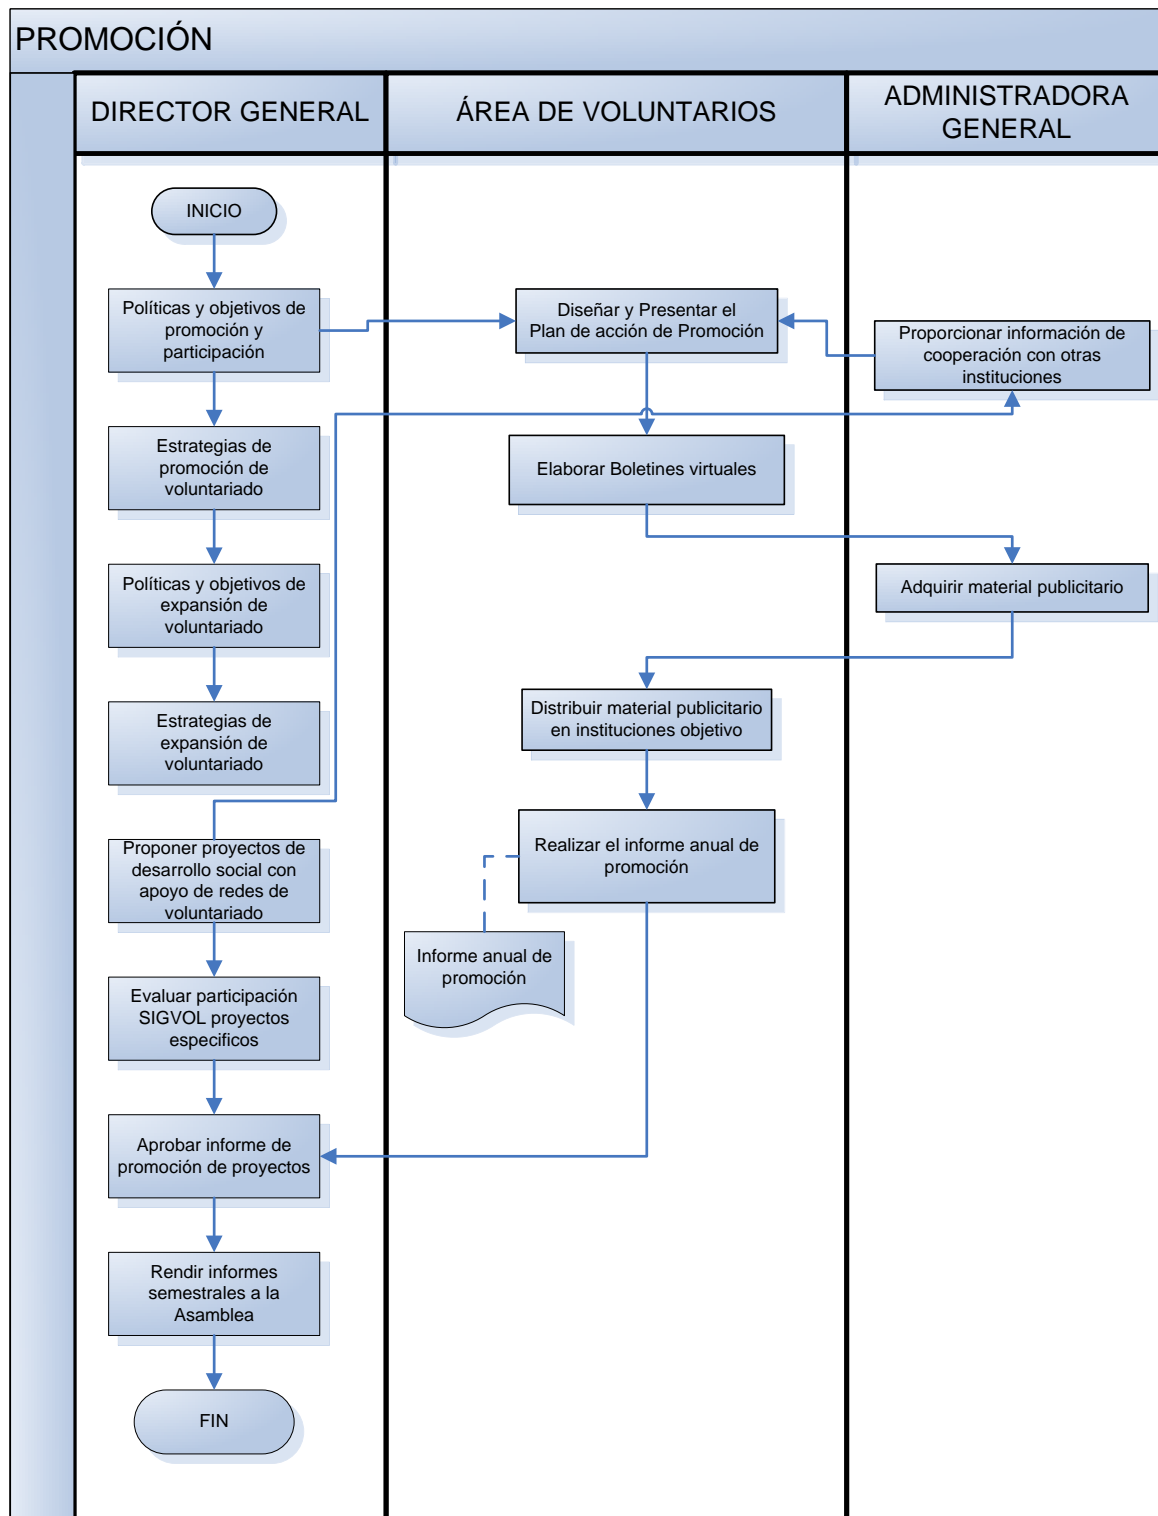 PROMOCIÓN
DIRECTOR GENERAL
ÁREA DE VOLUNTARIOS
ADMINISTRADORA
GENERAL
INICIO
Políticas y objetivos de
promoción y
participación
Diseñar y Presentar el
Plan de acción de Promoción
Proporcionar información de
cooperación con otras
instituciones
Estrategias de
promoción de
voluntariado
Elaborar Boletines virtuales
Políticas y objetivos de
expansión de
voluntariado
Adquirir material publicitario
Estrategias de
expansión de
voluntariado
Distribuir material publicitario
en instituciones objetivo
Proponer proyectos de
desarrollo social con
apoyo de redes de
voluntariado
Realizar el informe anual de
promoción
Informe anual de
promoción
Evaluar participación
SIGVOL proyectos
especificos
Aprobar informe de
promoción de proyectos
Rendir informes
semestrales a la
Asamblea
FIN